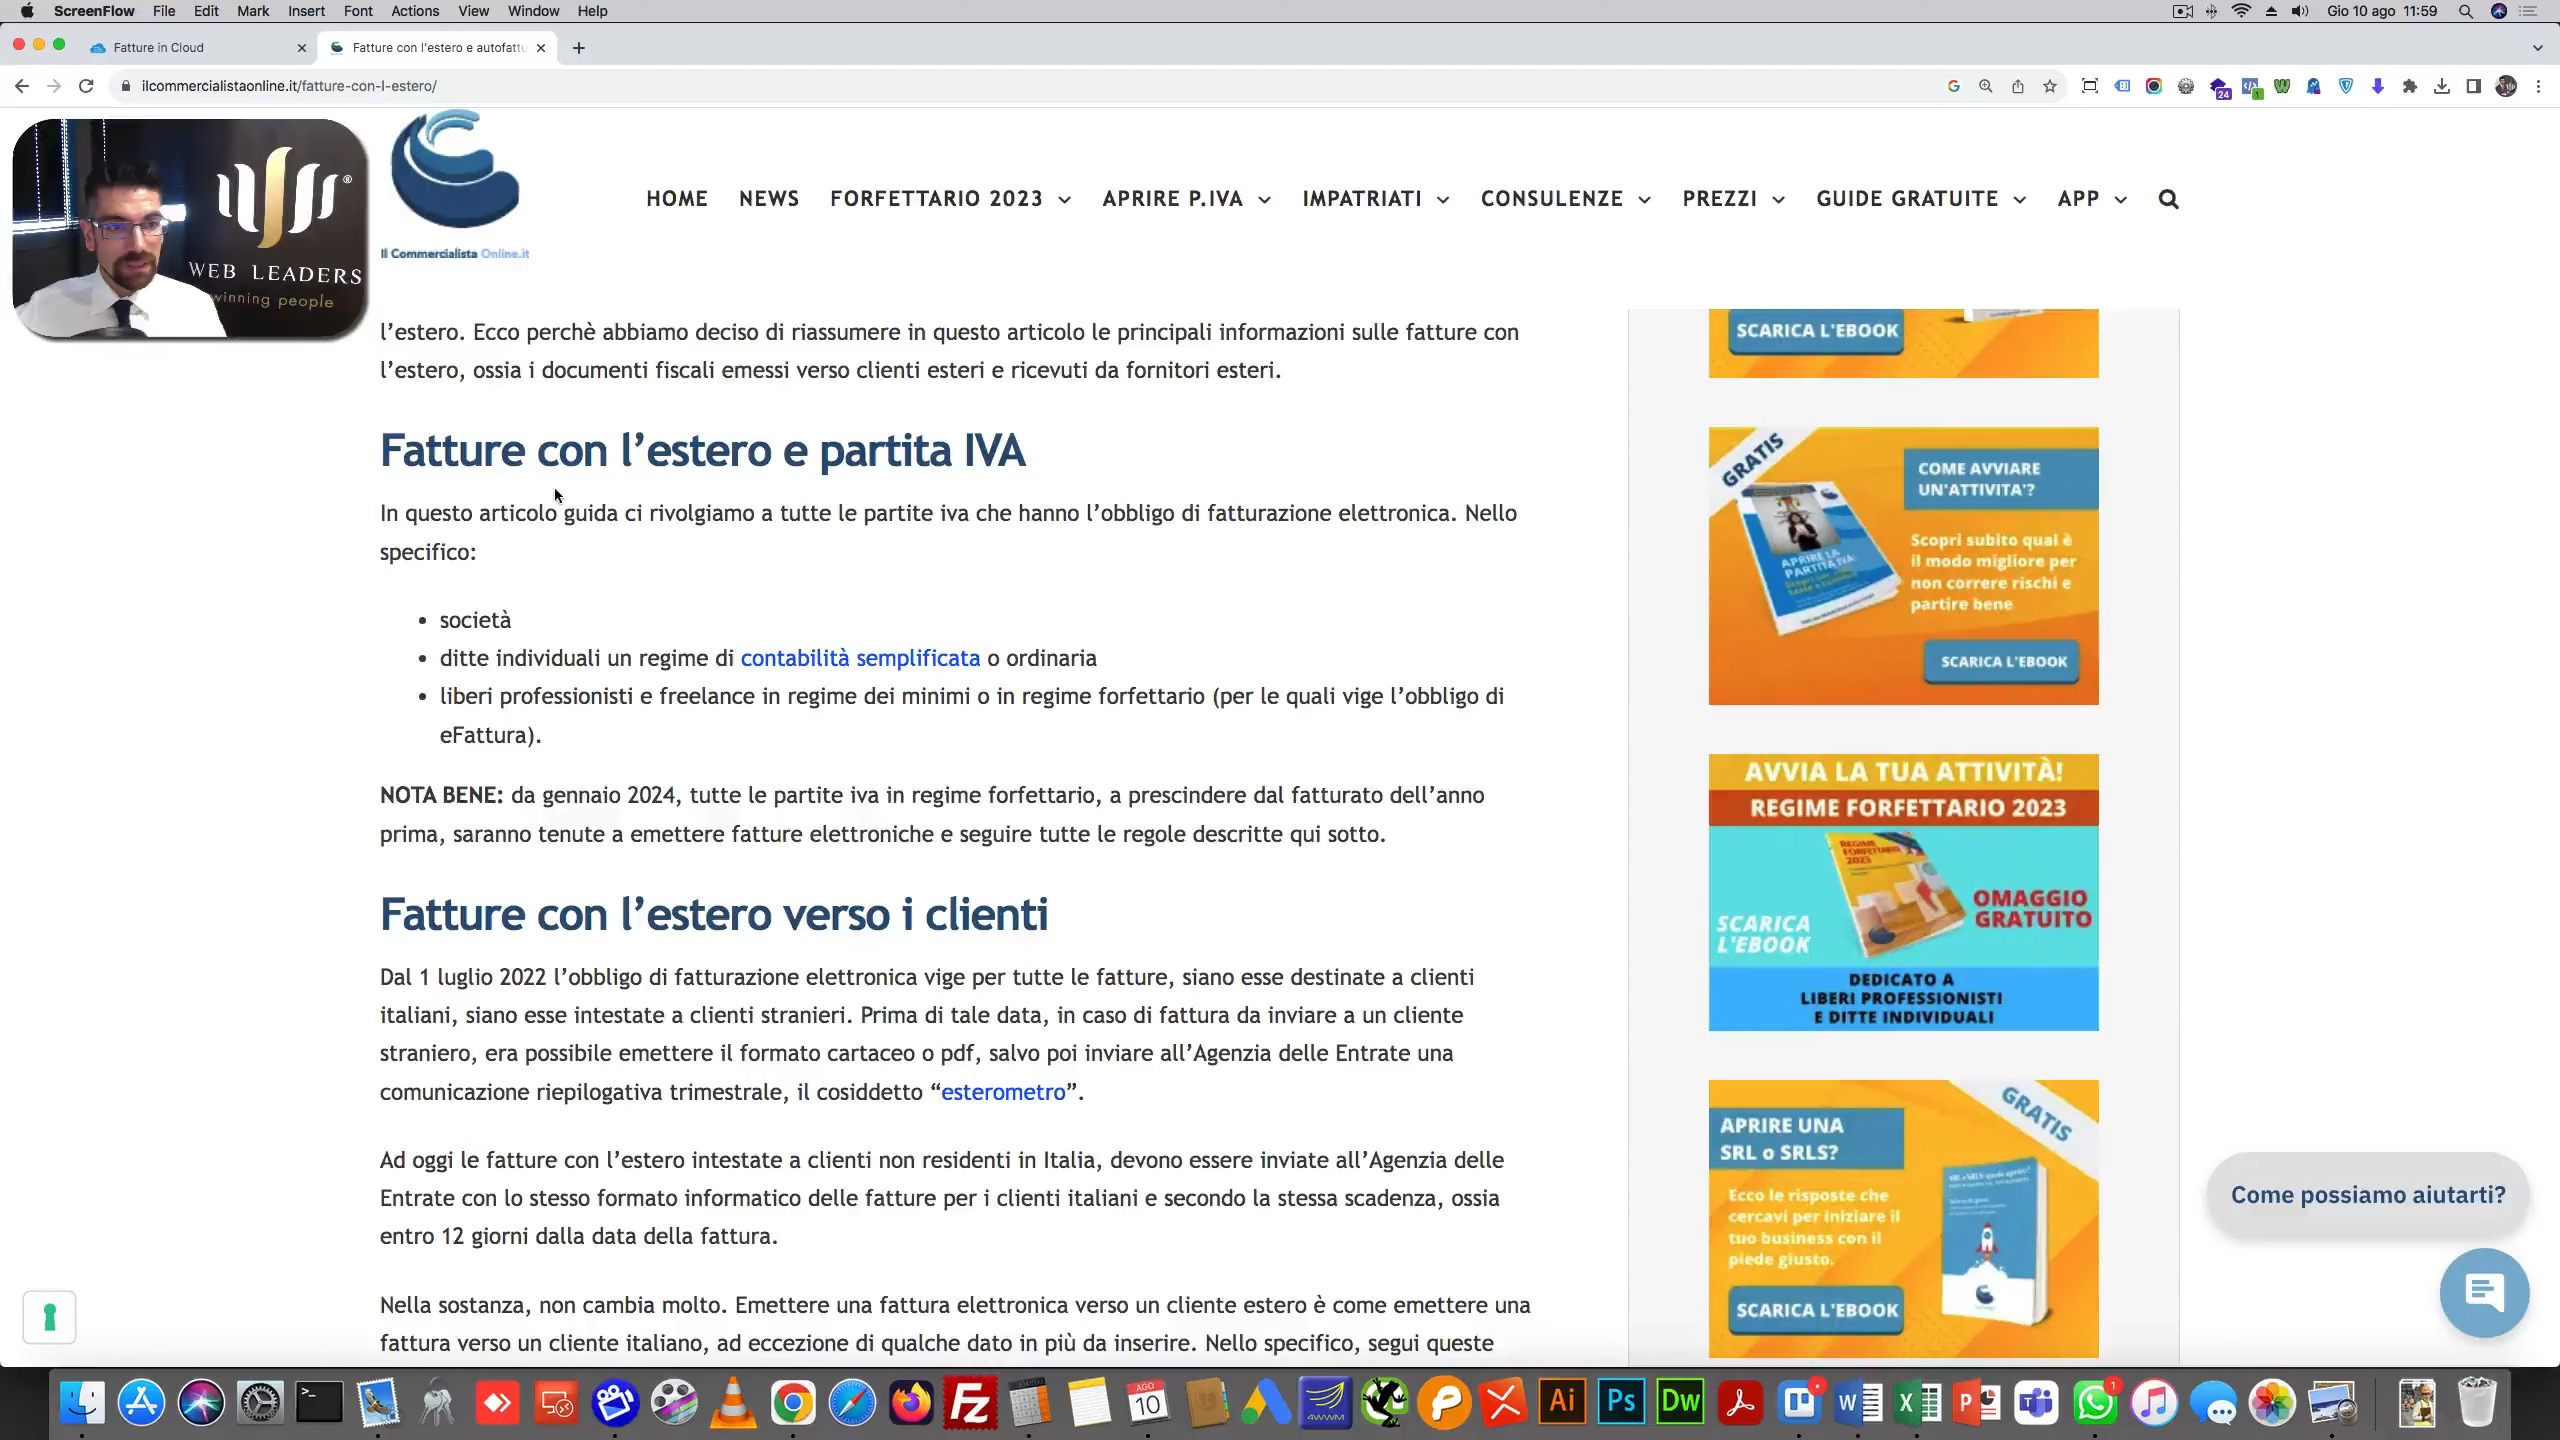 ScreenFlow File Edit Mark Insert Font Actions View Window Help
Gio 10 ago 11:59
Fatture in Cloud
Fatture con l'estero e autofattu
ilcommercialistaonline.it/fatture-con-l-estero/
24
1
WEB LEADERS
winning people
®
Il Commercialista Online.it
HOME NEWS FORFETTARIO 2023 APRIRE P.IVA IMPATRIATI CONSULENZE PREZZI GUIDE GRATUITE APP
l'estero. Ecco perchè abbiamo deciso di riassumere in questo articolo le principali informazioni sulle fatture con
l'estero, ossia i documenti fiscali emessi verso clienti esteri e ricevuti da fornitori esteri.
Fatture con l'estero e partita IVA
In questo articolo guida ci rivolgiamo a tutte le partite iva che hanno l'obbligo di fatturazione elettronica. Nello
specifico:
• società
• ditte individuali un regime di contabilità semplificata o ordinaria
• liberi professionisti e freelance in regime dei minimi o in regime forfettario (per le quali vige l'obbligo di
eFattura).
NOTA BENE: da gennaio 2024, tutte le partite iva in regime forfettario, a prescindere dal fatturato dell'anno
prima, saranno tenute a emettere fatture elettroniche e seguire tutte le regole descritte qui sotto.
Fatture con l'estero verso i clienti
Dal 1 luglio 2022 l'obbligo di fatturazione elettronica vige per tutte le fatture, siano esse destinate a clienti
italiani, siano esse intestate a clienti stranieri. Prima di tale data, in caso di fattura da inviare a un cliente
straniero, era possibile emettere il formato cartaceo o pdf, salvo poi inviare all'Agenzia delle Entrate una
comunicazione riepilogativa trimestrale, il cosiddetto “esterometro”.
Ad oggi le fatture con l'estero intestate a clienti non residenti in Italia, devono essere inviate all'Agenzia delle
Entrate con lo stesso formato informatico delle fatture per i clienti italiani e secondo la stessa scadenza, ossia
entro 12 giorni dalla data della fattura.
Nella sostanza, non cambia molto. Emettere una fattura elettronica verso un cliente estero è come emettere una
fattura verso un cliente italiano, ad eccezione di qualche dato in più da inserire. Nello specifico, segui queste
SCARICA L'EBOOK
GRATIS
COME AVVIARE
UN'ATTIVITA'?
APRIRE LA
PARTITA IVA:
Scopri subito qual è
il modo migliore per
non correre rischi e
partire bene
SCARICA L'EBOOK
AVVIA LA TUA ATTIVITÀ!
REGIME FORFETTARIO 2023
REGIME
FORFETTARIO
2023
SCARICA
L'EBOOK
OMAGGIO
GRATUITO
DEDICATO A
LIBERI PROFESSIONISTI
E DITTE INDIVIDUALI
GRATIS
APRIRE UNA
SRL o SRLS?
Ecco le risposte che
cercavi per iniziare il
tuo business con il
piede giusto.
SCARICA L'EBOOK
Come possiamo aiutarti?
AGO
10
4WWM
Ai
Ps
Dw
1